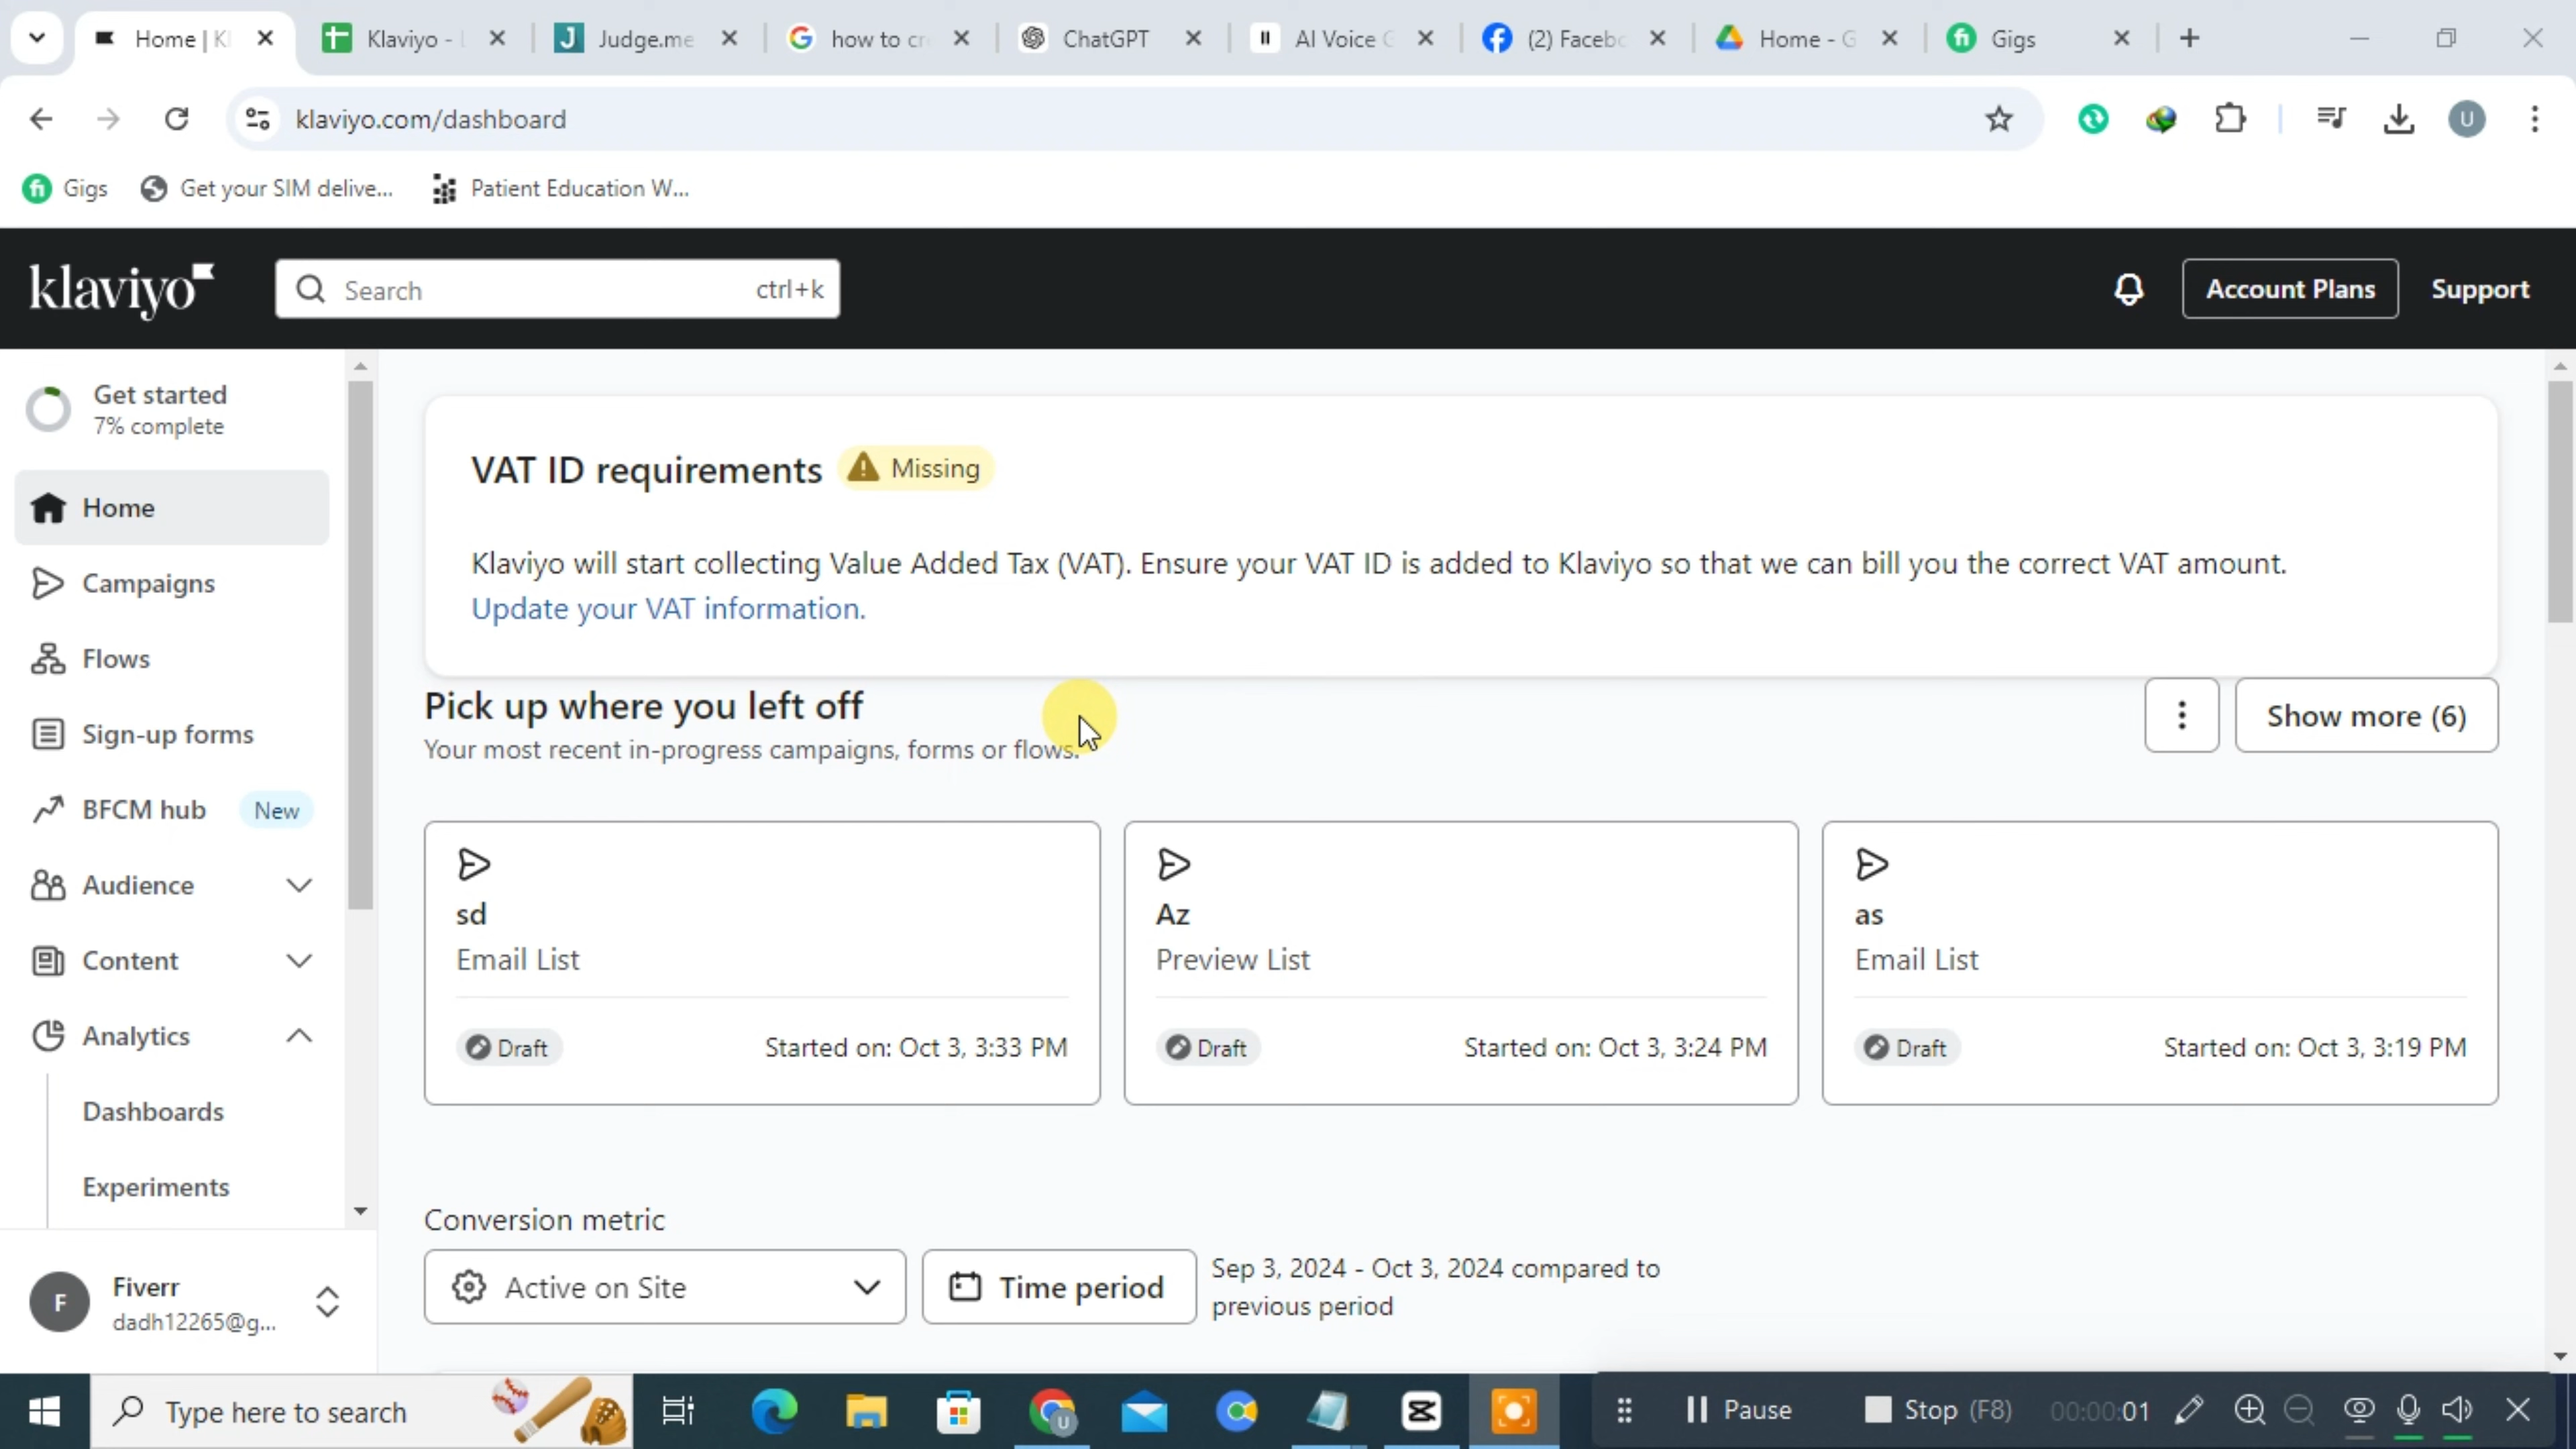 Home | Kl
Klaviyo - L
Judge.me
how to cr
ChatGPT
AI Voice G
(2) Facebo
Home - G
Gigs
klaviyo.com/dashboard
U
Gigs
Get your SIM delive...
Patient Education W...
klaviyo
Search
ctrl+k
Account Plans
Support
Get started
7% complete
Home
Campaigns
Flows
Sign-up forms
BFCM hub New
Audience
Content
Analytics
Dashboards
Experiments
F
Fiverr
dadh12265@g...
VAT ID requirements Missing
Klaviyo will start collecting Value Added Tax (VAT). Ensure your VAT ID is added to Klaviyo so that we can bill you the correct VAT amount.
Update your VAT information.
Pick up where you left off
Your most recent in-progress campaigns, forms or flows.
Show more (6)
sd
Email List
Draft Started on: Oct 3, 3:33 PM
Az
Preview List
Draft Started on: Oct 3, 3:24 PM
as
Email List
Draft Started on: Oct 3, 3:19 PM
Conversion metric
Active on Site
Time period
Sep 3, 2024 - Oct 3, 2024 compared to
previous period
Type here to search
Pause
Stop (F8)
00:00:01